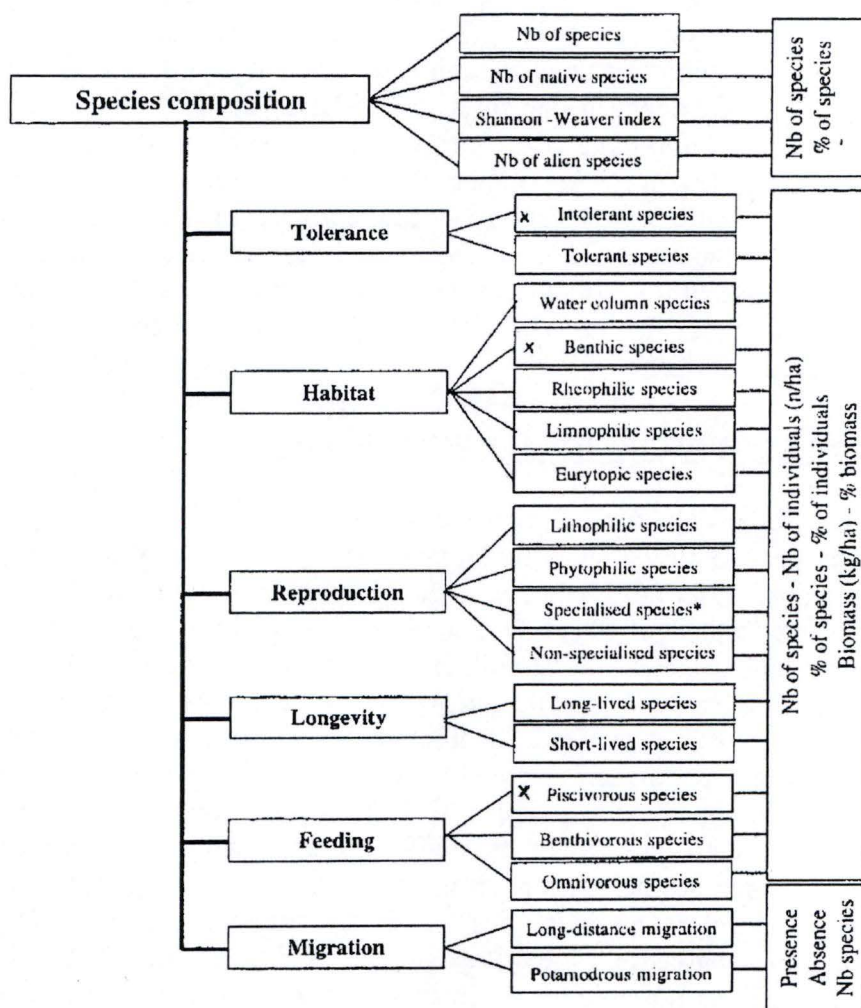 Species composition
Nb of species
Nb of native species
Shannon -Weaver index
Nb of alien species
Nb of species
% of species
-
Tolerance
x Intolerant species
Tolerant species
Habitat
Water column species
x Benthic species
Rheophilic species
Limnophilic species
Eurytopic species
Reproduction
Lithophilic species
Phytophilic species
Specialised species*
Non-specialised species
Longevity
Long-lived species
Short-lived species
Feeding
x Piscivorous species
Benthivorous species
Omnivorous species
Nb of species - Nb of individuals (n/ha)
% of species - % of individuals
Biomass (kg/ha) - % biomass
Migration
Long-distance migration
Potamodrous migration
Presence
Absence
Nb species